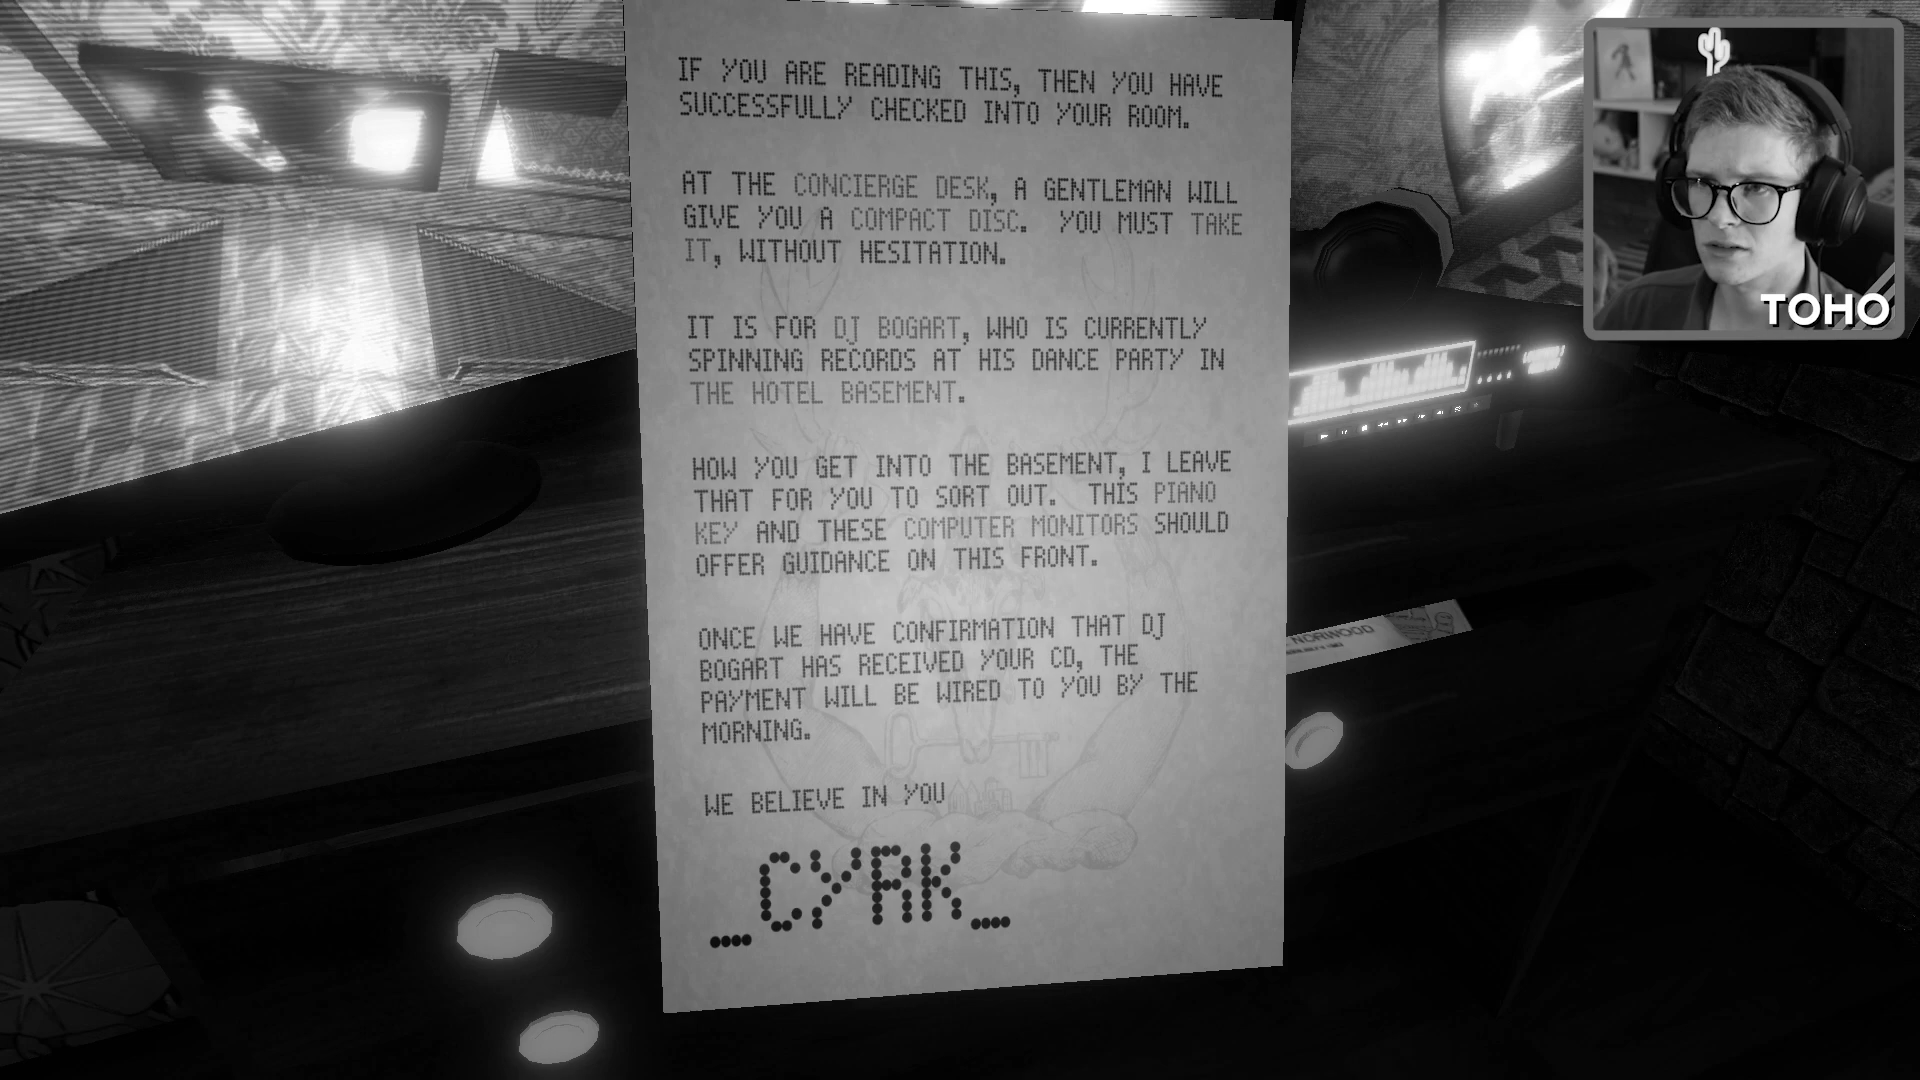 IF YOU ARE READING THIS, THEN YOU HAVE
SUCCESSFULLY CHECKED INTO YOUR ROOM.
AT THE CONCIERGE DESK, A GENTLEMAN WILL
GIVE YOU A COMPACT DISC. YOU MUST TAKE
IT, WITHOUT HESITATION.
IT IS FOR DJ BOGART, WHO IS CURRENTLY
SPINNING RECORDS AT HIS DANCE PARTY IN
THE HOTEL BASEMENT.
HOW YOU GET INTO THE BASEMENT, I LEAVE
THAT FOR YOU TO SORT OUT. THIS PIANO
KEY AND THESE COMPUTER MONITORS SHOULD
OFFER GUIDANCE ON THIS FRONT.
ONCE WE HAVE CONFIRMATION THAT DJ
BOGART HAS RECEIVED YOUR CD, THE
PAYMENT WILL BE WIRED TO YOU BY THE
MORNING.
WE BELIEVE IN YOU
_CYRK_
TOHO
NORWOOD